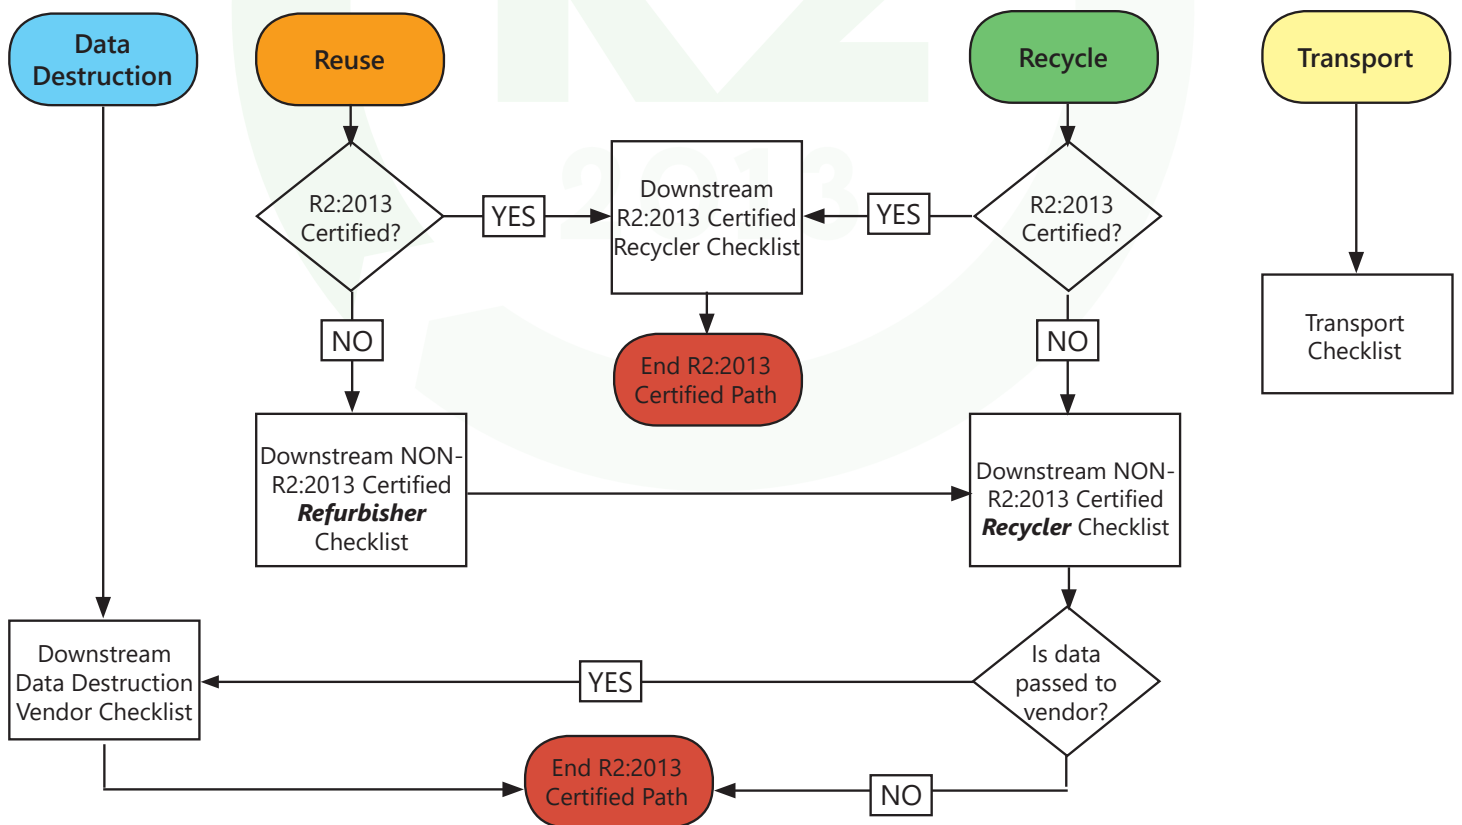 Data
Destruction
Reuse
Recycle
Transport
R2:2013
Certified?
YES
Downstream
R2:2013 Certified
Recycler Checklist
YES
R2:2013
Certified?
NO
End R2:2013
Certified Path
NO
Transport
Checklist
Downstream NON-
R2:2013 Certified
Refurbisher
Checklist
Downstream NON-
R2:2013 Certified
Recycler Checklist
Downstream
Data Destruction
Vendor Checklist
YES
Is data
passed to
vendor?
End R2:2013
Certified Path
NO
R2
2013